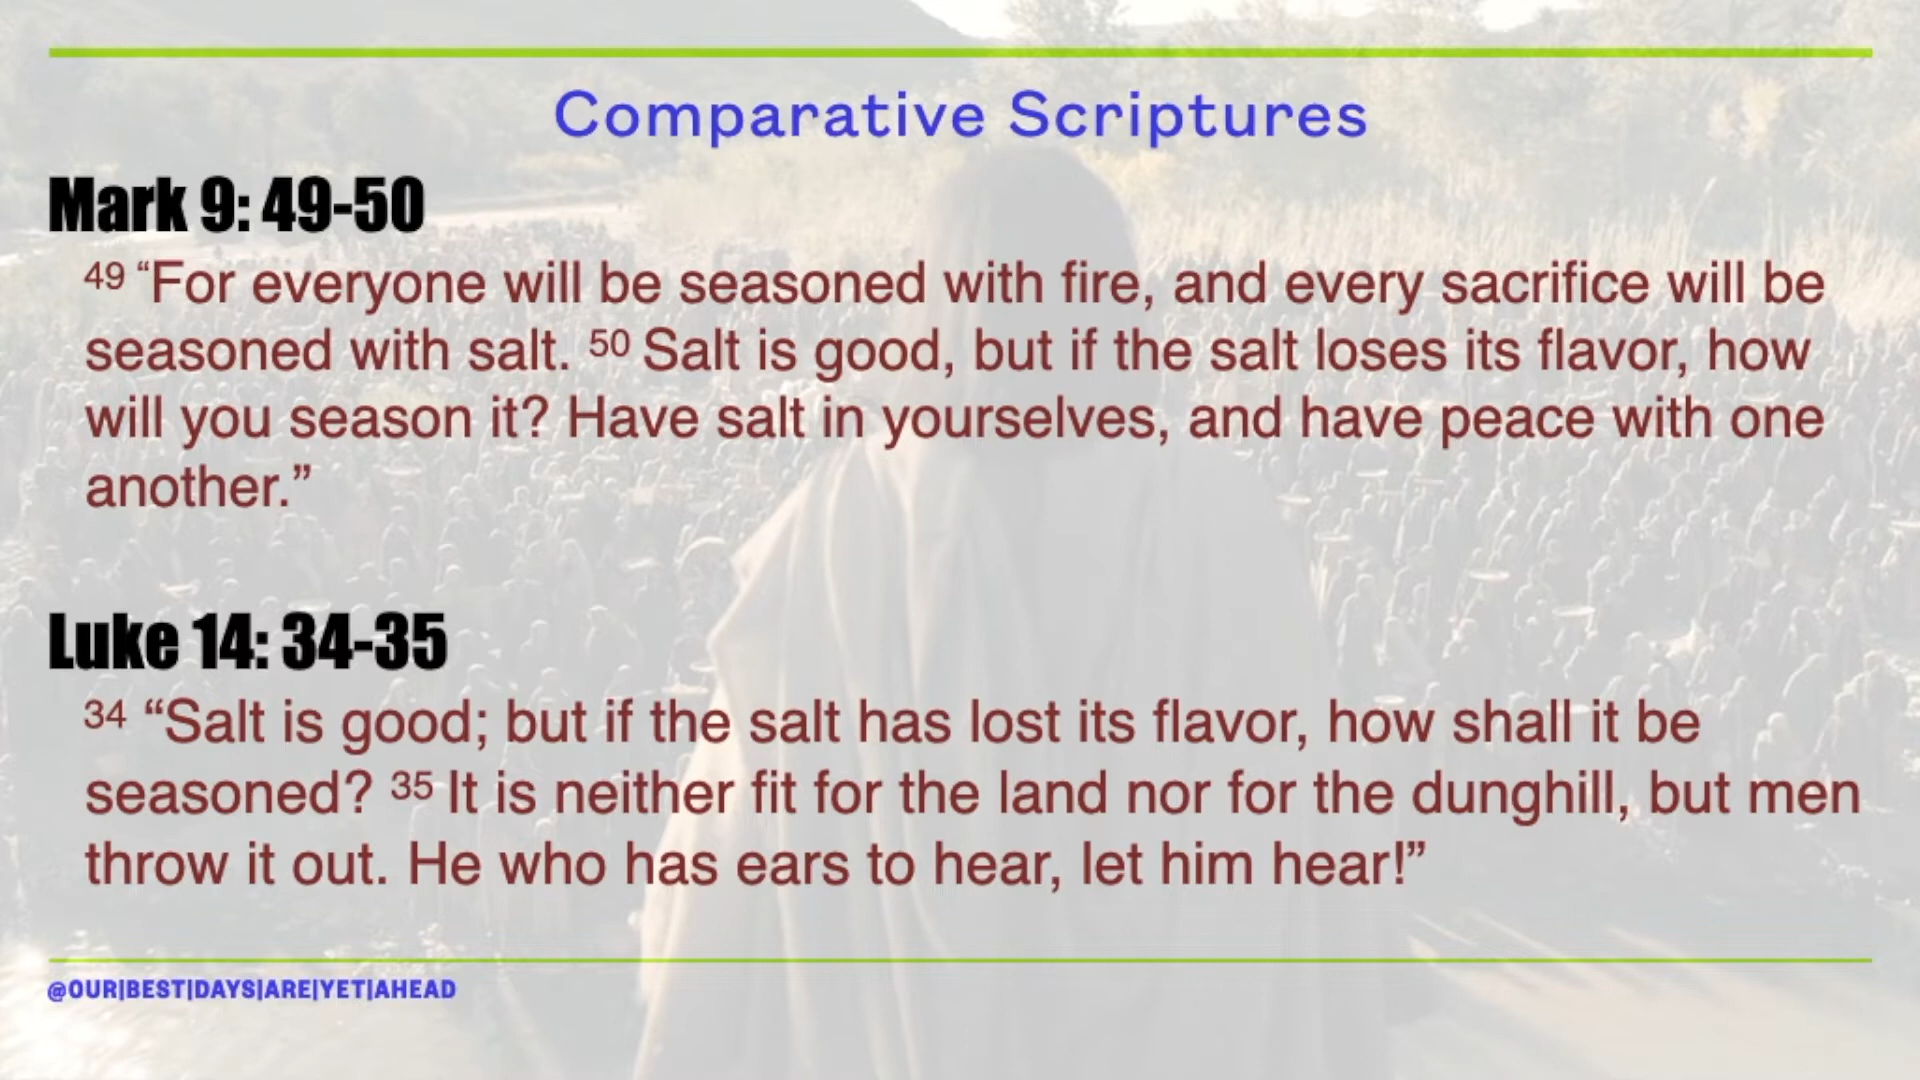 Comparative Scriptures
Mark 9: 49-50
49 “For everyone will be seasoned with fire, and every sacrifice will be
seasoned with salt. 50 Salt is good, but if the salt loses its flavor, how
will you season it? Have salt in yourselves, and have peace with one
another.”
Luke 14: 34-35
34 “Salt is good; but if the salt has lost its flavor, how shall it be
seasoned? 35 It is neither fit for the land nor for the dunghill, but men
throw it out. He who has ears to hear, let him hear!”
@OUR|BEST|DAYS|ARE|YET|AHEAD